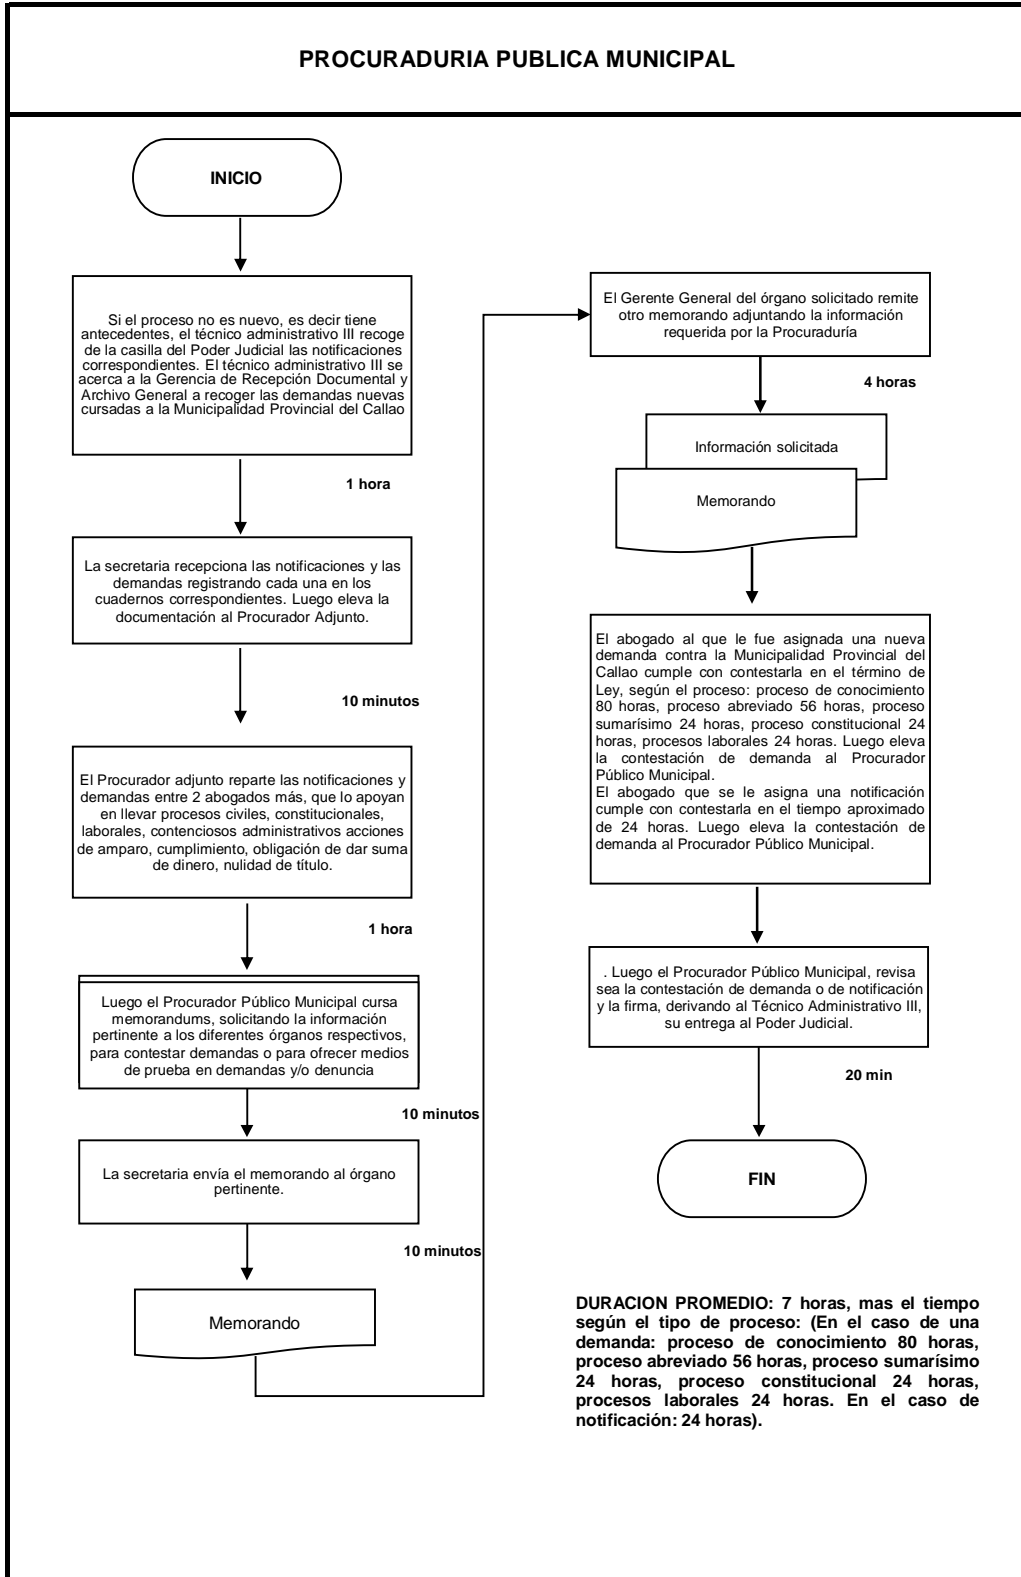 PROCURADURIA PUBLICA MUNICIPAL
INICIO
Si el proceso no es nuevo, es decir tiene
antecedentes, el técnico administrativo III recoge
de la casilla del Poder Judicial las notificaciones
correspondientes. El técnico administrativo III se
acerca a la Gerencia de Recepción Documental y
Archivo General a recoger las demandas nuevas
cursadas a la Municipalidad Provincial del Callao
1 hora
La secretaria recepciona las notificaciones y las
demandas registrando cada una en los
cuadernos correspondientes. Luego eleva la
documentación al Procurador Adjunto.
10 minutos
El Procurador adjunto reparte las notificaciones y
demandas entre 2 abogados más, que lo apoyan
en llevar procesos civiles, constitucionales,
laborales, contenciosos administrativos acciones
de amparo, cumplimiento, obligación de dar suma
de dinero, nulidad de título.
1 hora
Luego el Procurador Público Municipal cursa
memorandums, solicitando la información
pertinente a los diferentes órganos respectivos,
para contestar demandas o para ofrecer medios
de prueba en demandas y/o denuncia
10 minutos
La secretaria envía el memorando al órgano
pertinente.
10 minutos
Memorando
El Gerente General del órgano solicitado remite
otro memorando adjuntando la información
requerida por la Procuraduría
4 horas
Información solicitada
Memorando
El abogado al que le fue asignada una nueva
demanda contra la Municipalidad Provincial del
Callao cumple con contestarla en el término de
Ley, según el proceso: proceso de conocimiento
80 horas, proceso abreviado 56 horas, proceso
sumarísimo 24 horas, proceso constitucional 24
horas, procesos laborales 24 horas. Luego eleva
la contestación de demanda al Procurador
Público Municipal.
El abogado que se le asigna una notificación
cumple con contestarla en el tiempo aproximado
de 24 horas. Luego eleva la contestación de
demanda al Procurador Público Municipal.
. Luego el Procurador Público Municipal, revisa
sea la contestación de demanda o de notificación
y la firma, derivando al Técnico Administrativo III,
su entrega al Poder Judicial.
20 min
FIN
DURACION PROMEDIO: 7 horas, mas el tiempo
según el tipo de proceso: (En el caso de una
demanda: proceso de conocimiento 80 horas,
proceso abreviado 56 horas, proceso sumarísimo
24 horas, proceso constitucional 24 horas,
procesos laborales 24 horas. En el caso de
notificación: 24 horas).